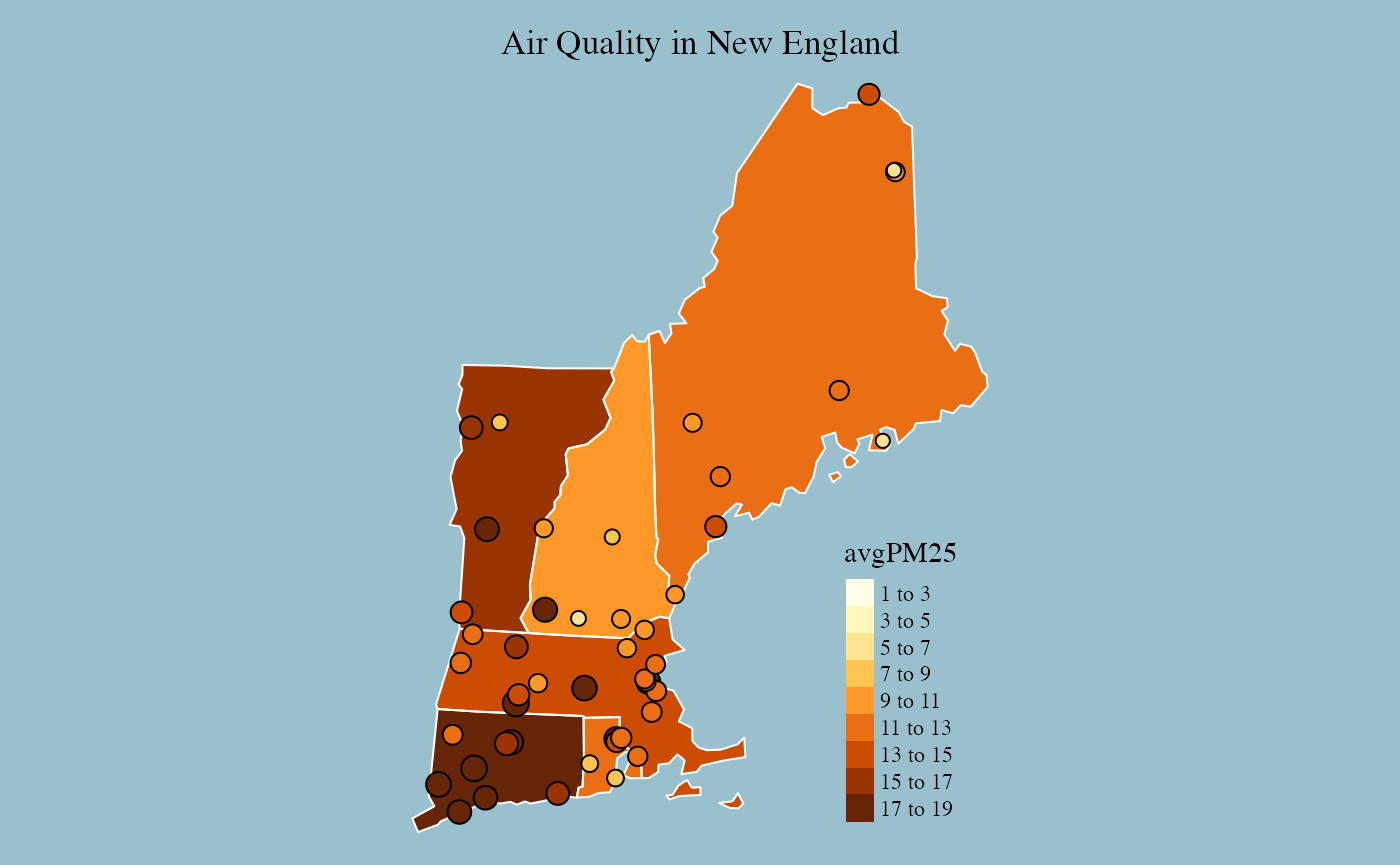 Air Quality in New England
avgPM25
1 to 3
3 to 5
5 to 7
7 to 9
9 to 11
11 to 13
13 to 15
15 to 17
17 to 19